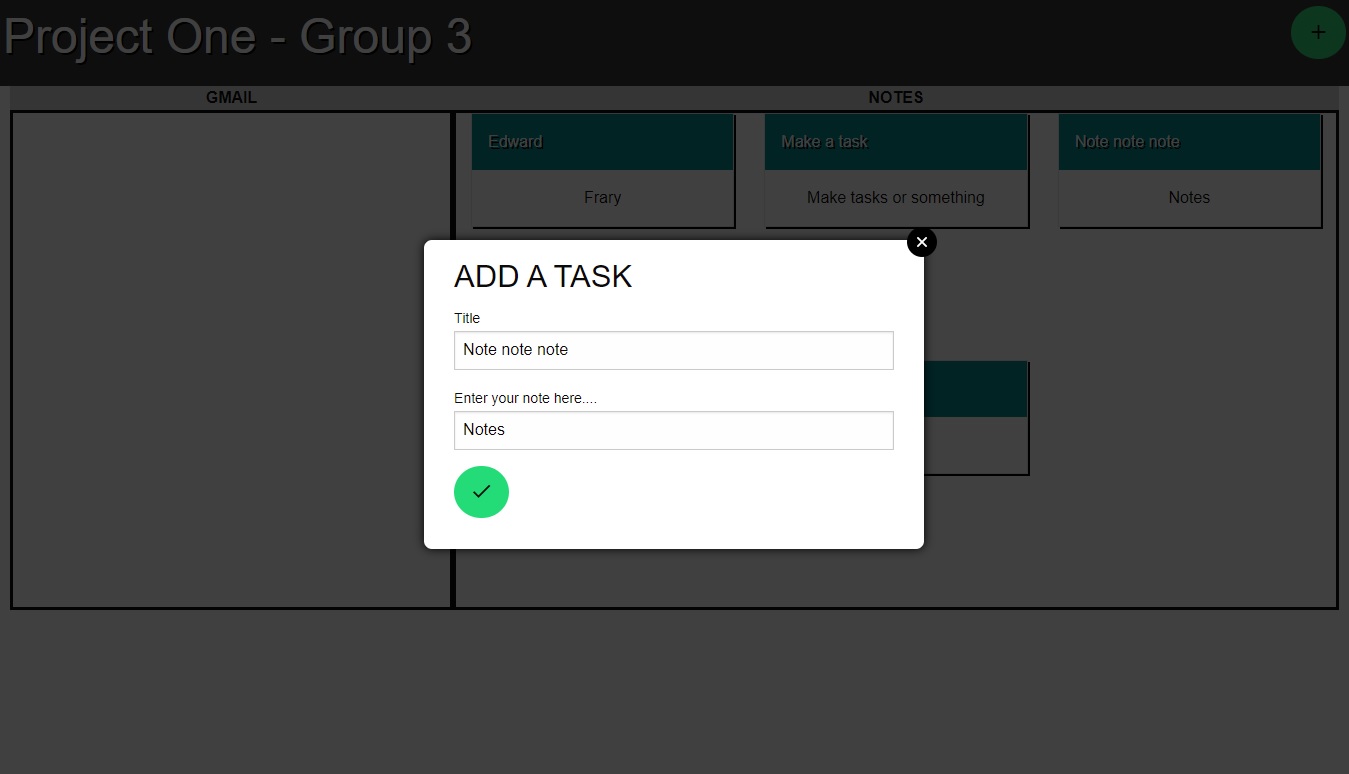 Project One - Group 3
+
GMAIL
NOTES
Edward
Make a task
Note note note
Frary
Make tasks or something
Notes
ADD A TASK
Title
Note note note
Enter your note here....
Notes